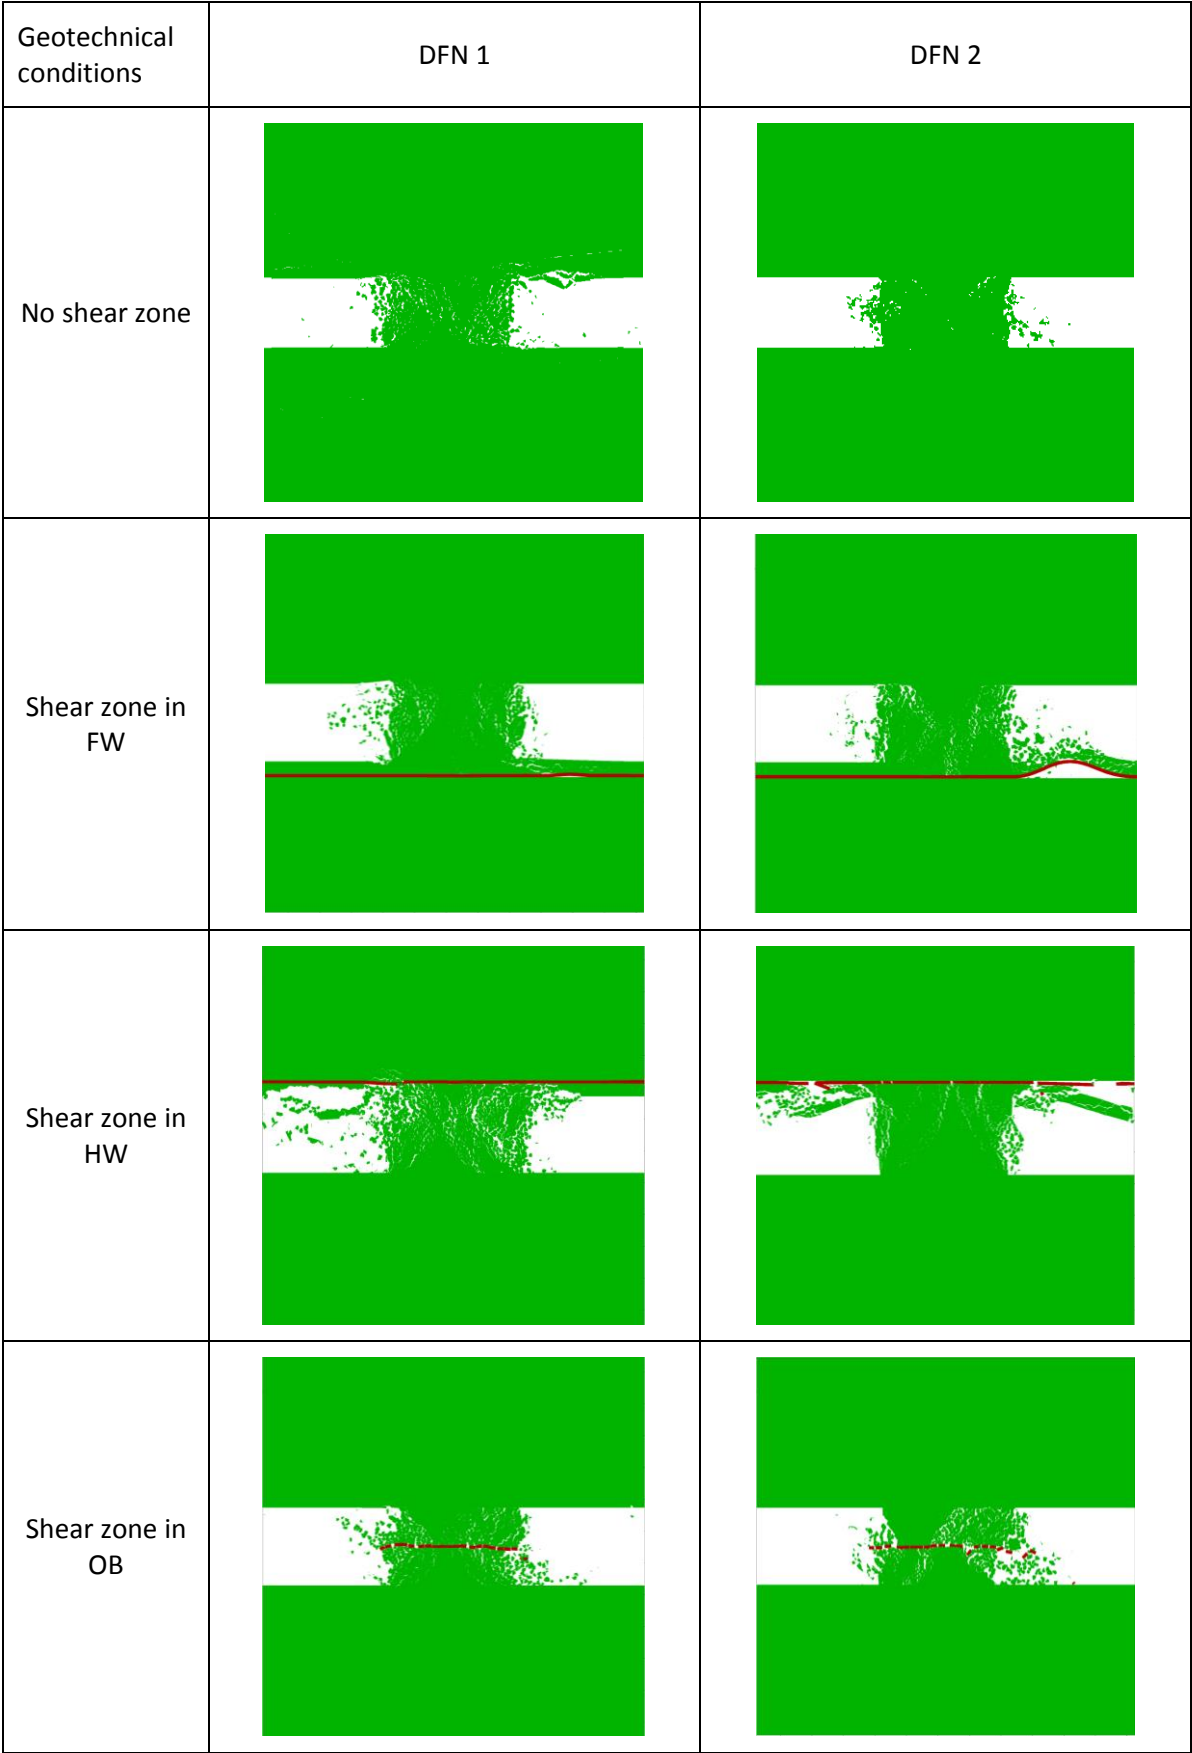 Geotechnical
conditions
DFN 1
DFN 2
No shear zone
Shear zone in
FW
Shear zone in
HW
Shear zone in
OB